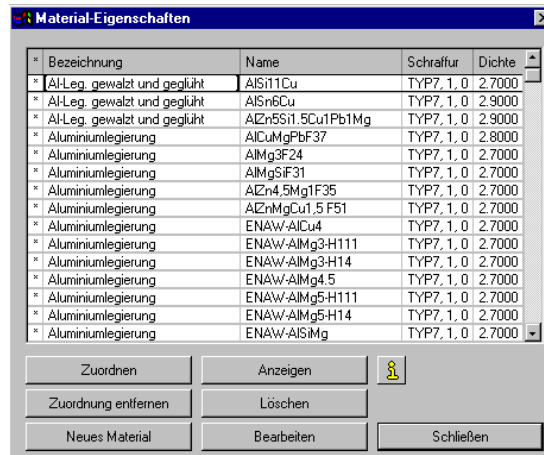 Material-Eigenschaften
* Bezeichnung Name Schraffur Dichte
* Al-Leg. gewalzt und geglüht AlSi11Cu TYP7, 1, 0 2.7000
* Al-Leg. gewalzt und geglüht AlSn6Cu TYP7, 1, 0 2.9000
* Al-Leg. gewalzt und geglüht AlZn5Si1.5Cu1Pb1Mg TYP7, 1, 0 2.9000
* Aluminiumlegierung AlCuMgPbF37 TYP7, 1, 0 2.8000
* Aluminiumlegierung AlMg3F24 TYP7, 1, 0 2.7000
* Aluminiumlegierung AlMgSiF31 TYP7, 1, 0 2.7000
* Aluminiumlegierung AlZn4,5Mg1F35 TYP7, 1, 0 2.7000
* Aluminiumlegierung AlZnMgCu1,5 F51 TYP7, 1, 0 2.7000
* Aluminiumlegierung ENAW-AlCu4 TYP7, 1, 0 2.7000
* Aluminiumlegierung ENAW-AlMg3-H111 TYP7, 1, 0 2.7000
* Aluminiumlegierung ENAW-AlMg3-H14 TYP7, 1, 0 2.7000
* Aluminiumlegierung ENAW-AlMg4.5 TYP7, 1, 0 2.7000
* Aluminiumlegierung ENAW-AlMg5-H111 TYP7, 1, 0 2.7000
* Aluminiumlegierung ENAW-AlMg5-H14 TYP7, 1, 0 2.7000
* Aluminiumlegierung ENAW-AlSiMg TYP7, 1, 0 2.7000
Zuordnen Anzeigen
Zuordnung entfernen Löschen
Neues Material Bearbeiten Schließen